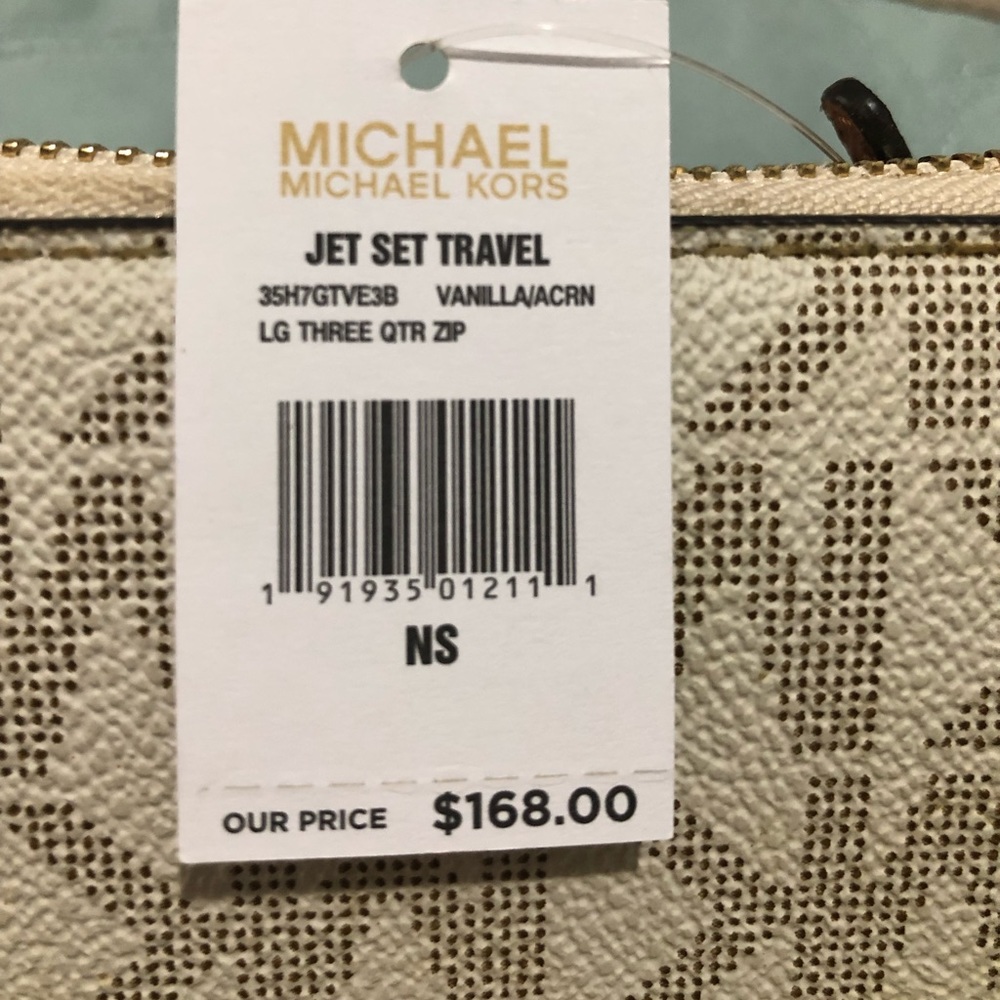 MICHAEL
MICHAEL KORS
JET SET TRAVEL
35H7GTVE3B VANILLA/ACRN
LG THREE QTR ZIP
1 91935 01211 1
NS
OUR PRICE $168.00